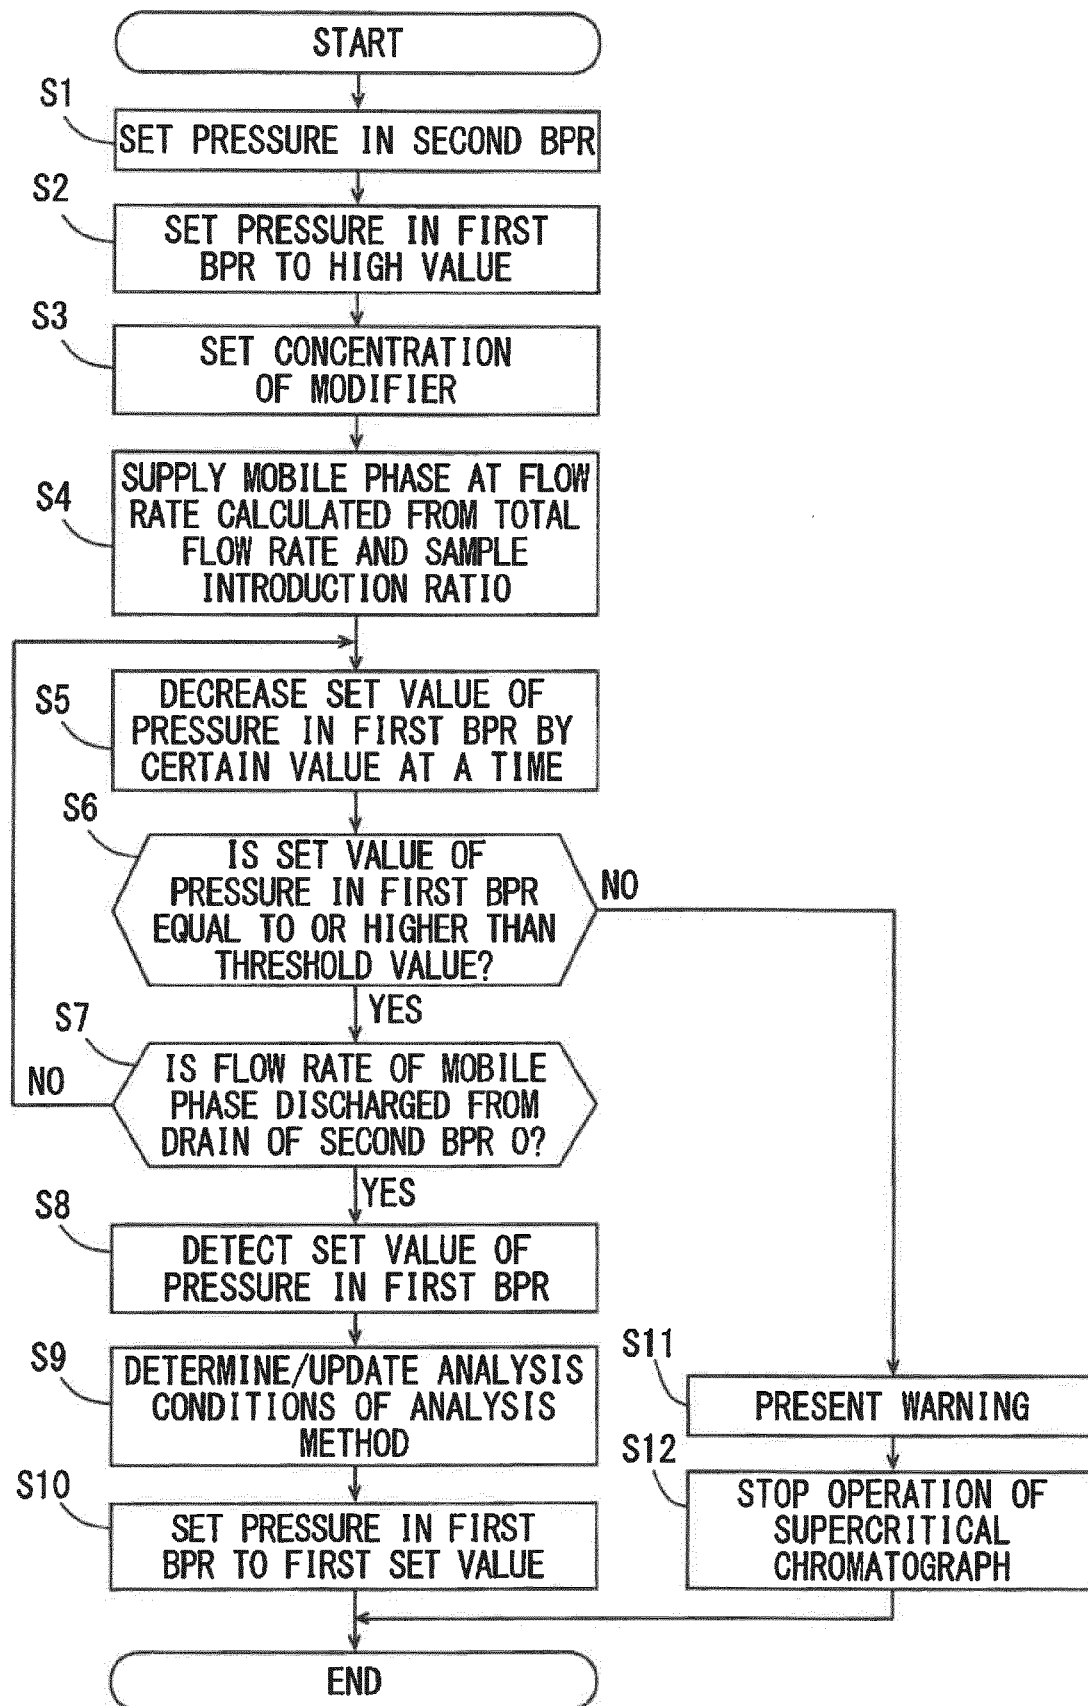 START
S1
SET PRESSURE IN SECOND BPR
S2
SET PRESSURE IN FIRST
BPR TO HIGH VALUE
S3
SET CONCENTRATION
OF MODIFIER
S4
SUPPLY MOBILE PHASE AT FLOW
RATE CALCULATED FROM TOTAL
FLOW RATE AND SAMPLE
INTRODUCTION RATIO
S5
DECREASE SET VALUE OF
PRESSURE IN FIRST BPR BY
CERTAIN VALUE AT A TIME
S6
IS SET VALUE OF
PRESSURE IN FIRST BPR
EQUAL TO OR HIGHER THAN
THRESHOLD VALUE?
NO
YES
S7
IS FLOW RATE OF MOBILE
PHASE DISCHARGED FROM
DRAIN OF SECOND BPR 0?
NO
YES
S8
DETECT SET VALUE OF
PRESSURE IN FIRST BPR
S9
DETERMINE/UPDATE ANALYSIS
CONDITIONS OF ANALYSIS
METHOD
S10
SET PRESSURE IN FIRST
BPR TO FIRST SET VALUE
S11
PRESENT WARNING
S12
STOP OPERATION OF
SUPERCRITICAL
CHROMATOGRAPH
END